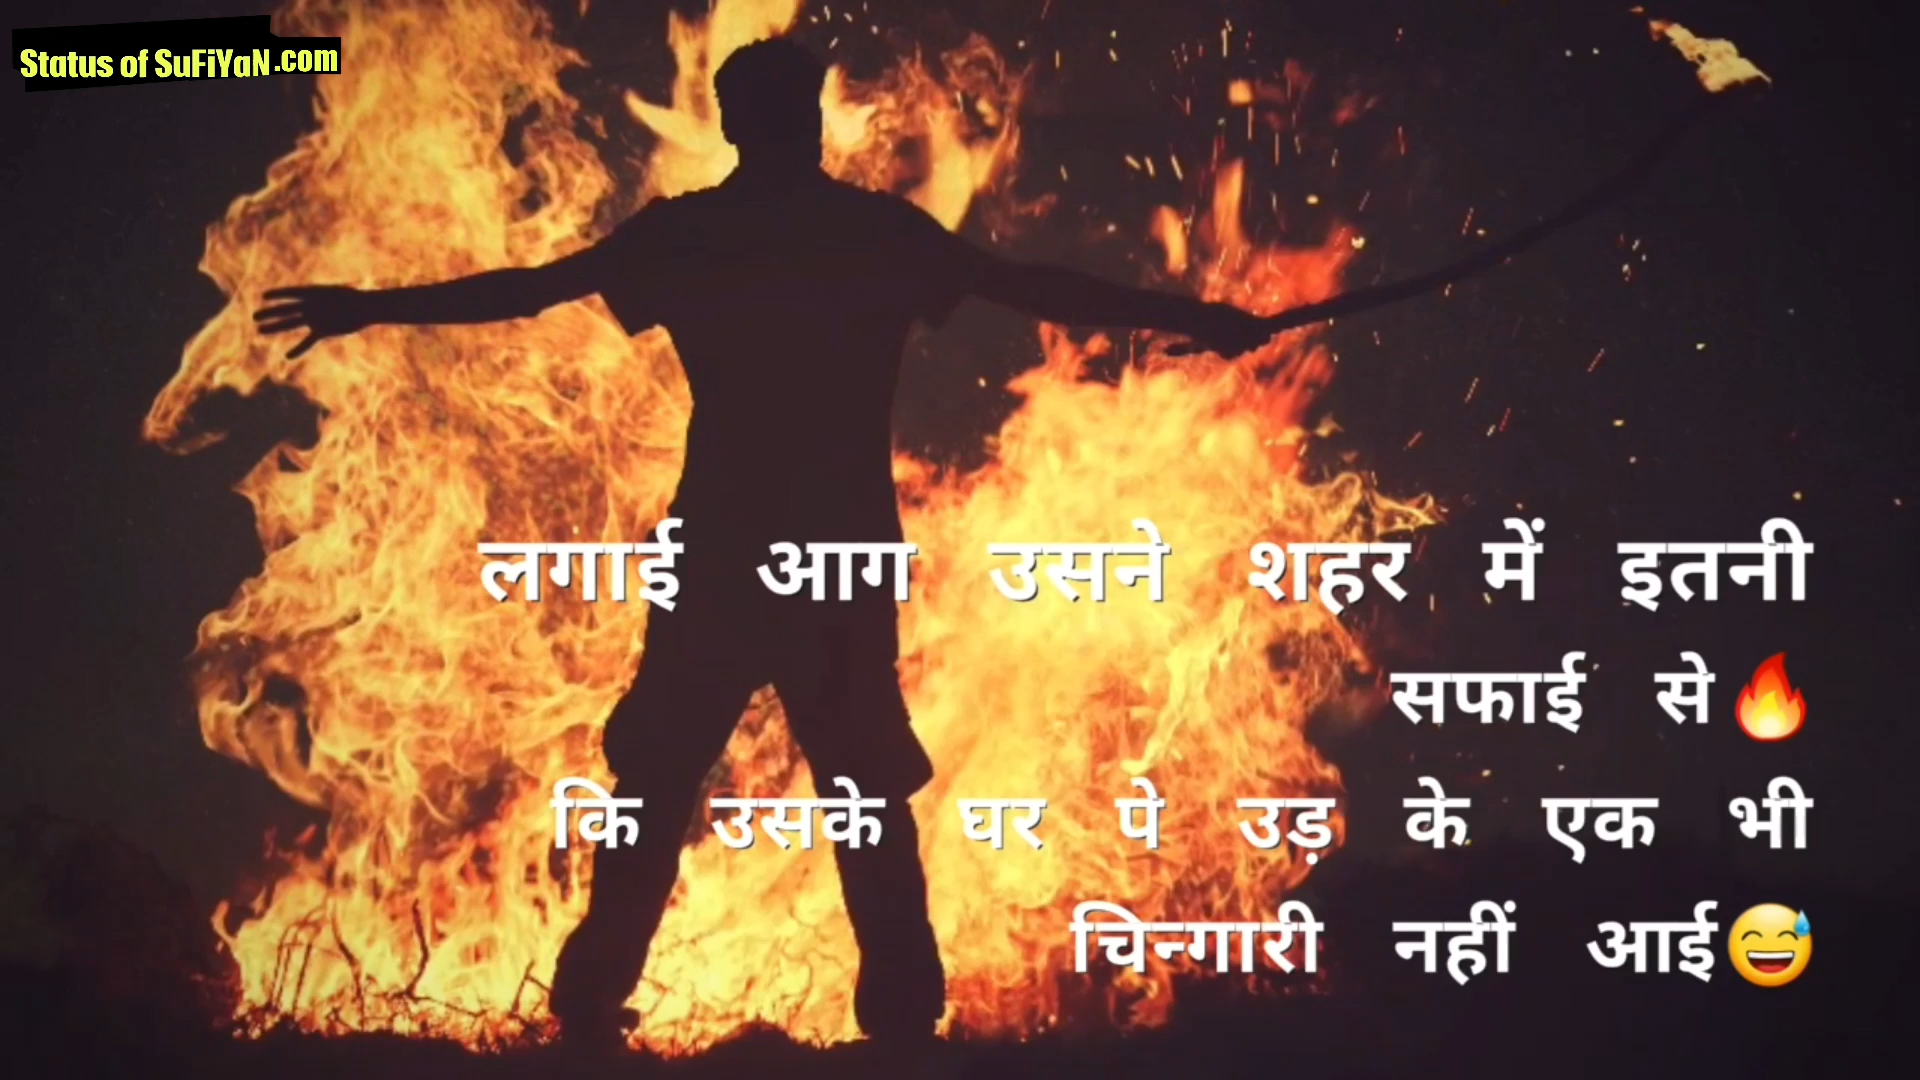 Status of SuFiYaN.com
लगाई आग उसने शहर में इतनी
सफाई से🔥
कि उसके घर पे उड़ के एक भी
चिन्गारी नहीं आई😅